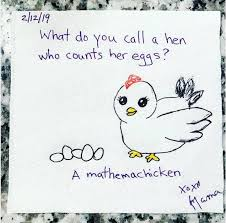 2/12/19
What do you call a hen
who counts her eggs?
A mathemachicken
xoxo
Mama